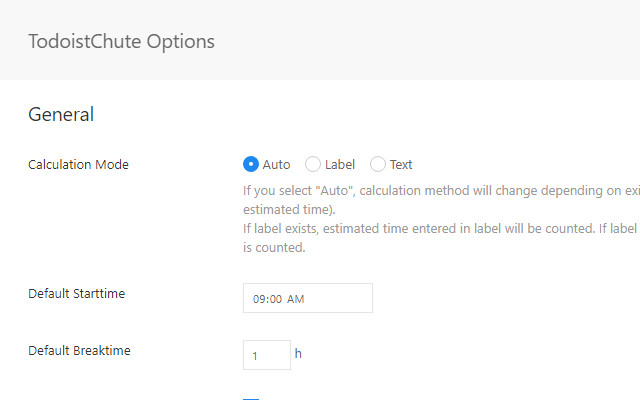 TodoistChute Options
General
Calculation Mode
Auto Label Text
If you select "Auto", calculation method will change depending on exi
estimated time).
If label exists, estimated time entered in label will be counted. If label
is counted.
Default Starttime
09:00 AM
Default Breaktime
1 h